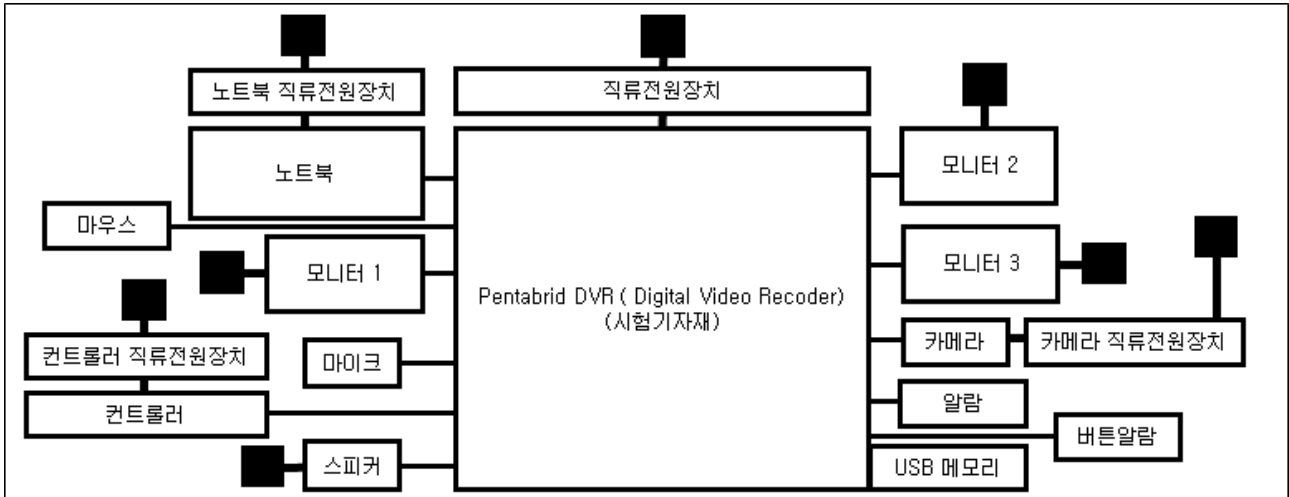 노트북 직류전원장치
직류전원장치
노트북
모니터 2
마우스
모니터 1
모니터 3
Pentabrid DVR ( Digital Video Recoder)
(시험기자재)
컨트롤러 직류전원장치
마이크
카메라
카메라 직류전원장치
컨트롤러
알람
버튼알람
스피커
USB 메모리